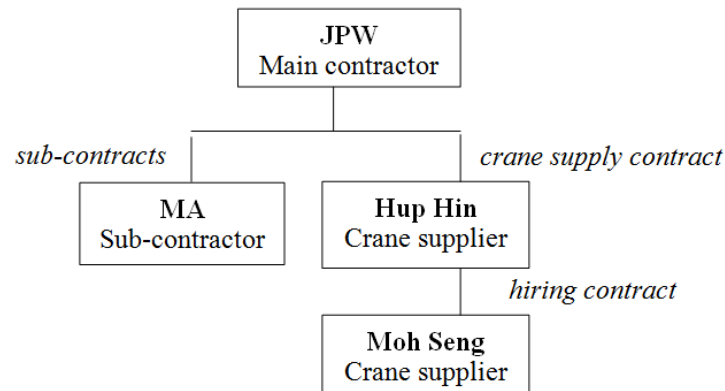 JPW
Main contractor
sub-contracts
crane supply contract
MA
Sub-contractor
Hup Hin
Crane supplier
hiring contract
Moh Seng
Crane supplier